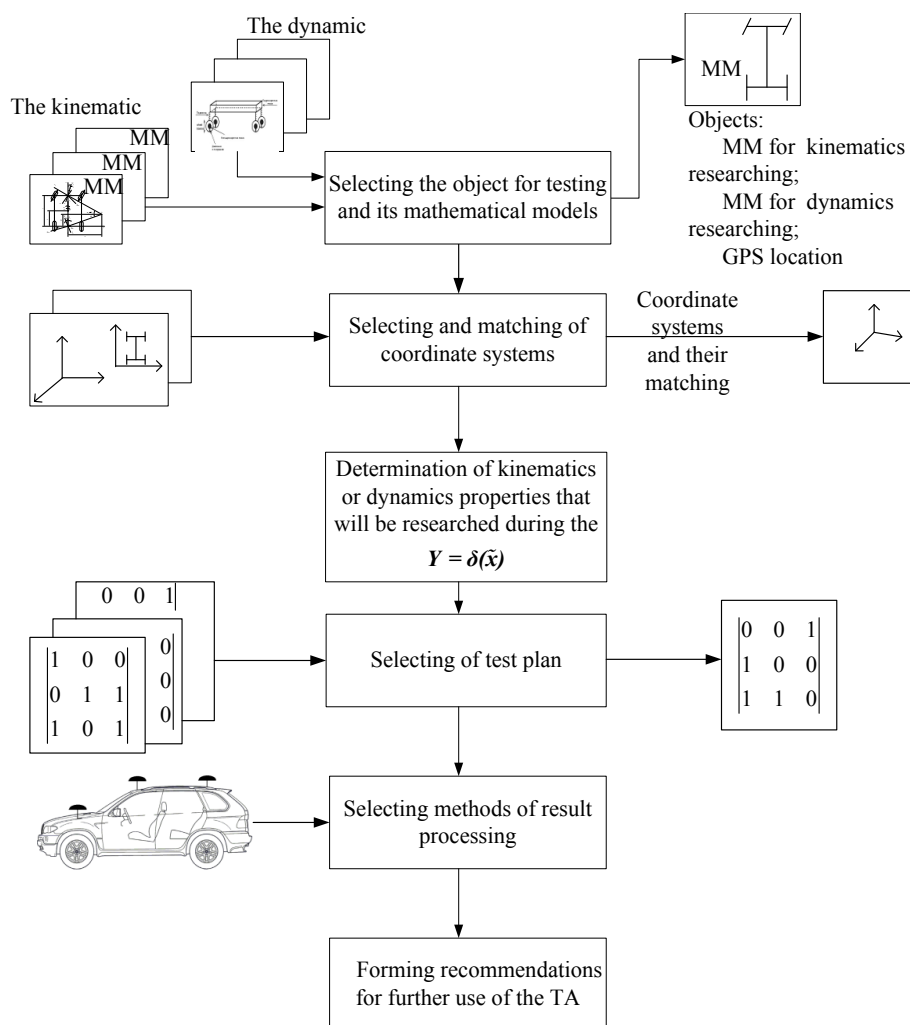 The dynamic
The kinematic
MM
MM
MM
MM
Selecting the object for testing
and its mathematical models
Objects:
MM for kinematics
researching;
MM for dynamics
researching;
GPS location
Selecting and matching of
coordinate systems
Coordinate
systems
and their
matching
Determination of kinematics
or dynamics properties that
will be researched during the
Y = δ(x̃)
0 0 1
1 0 0 0
0 1 1 0
1 0 1 0
Selecting of test plan
0 0 1
1 0 0
1 1 0
Selecting methods of result
processing
Forming recommendations
for further use of the TA